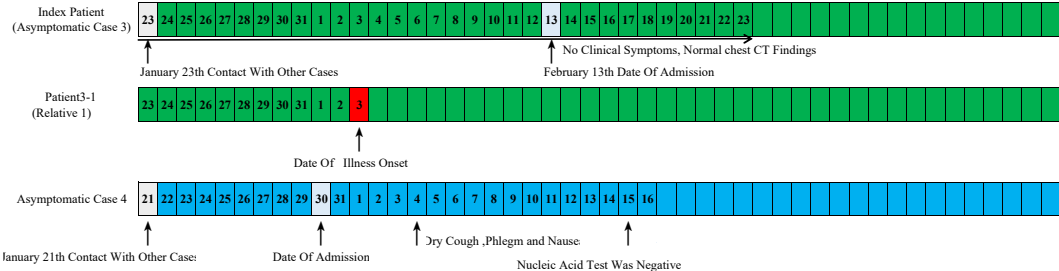 Index Patient
(Asymptomatic Case 3)
23 24 25 26 27 28 29 30 31 1 2 3 4 5 6 7 8 9 10 11 12 13 14 15 16 17 18 19 20 21 22 23
No Clinical Symptoms, Normal chest CT Findings
January 23th Contact With Other Cases
February 13th Date Of Admission
Patient3-1
(Relative 1)
23 24 25 26 27 28 29 30 31 1 2 3
Date Of Illness Onset
Asymptomatic Case 4
21 22 23 24 25 26 27 28 29 30 31 1 2 3 4 5 6 7 8 9 10 11 12 13 14 15 16
January 21th Contact With Other Cases
Date Of Admission
Dry Cough ,Phlegm and Nause
Nucleic Acid Test Was Negative